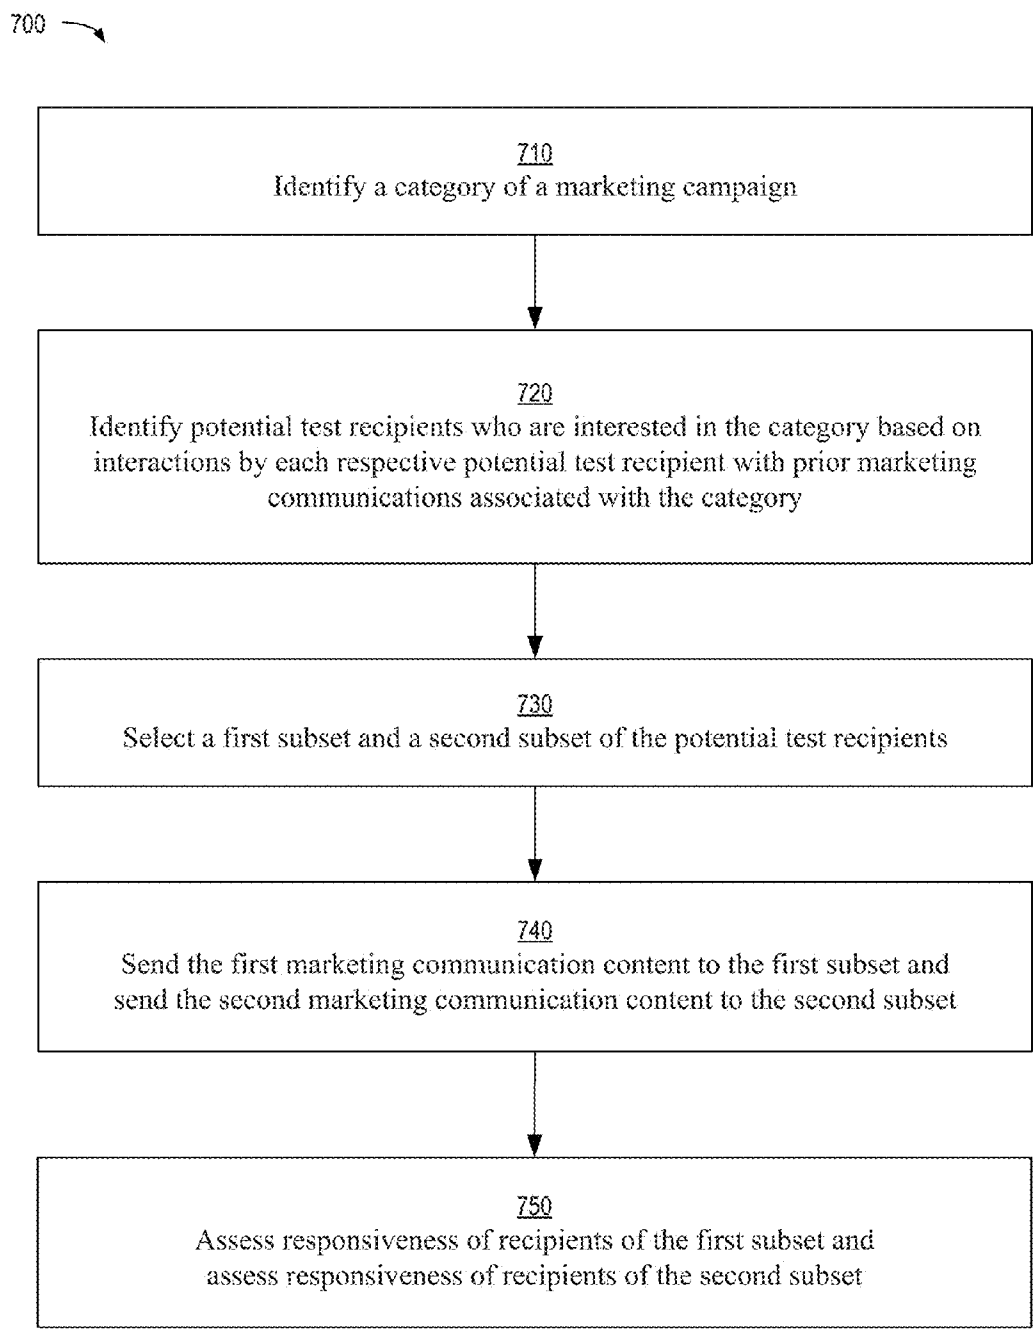 700
710
Identify a category of a marketing campaign
720
Identify potential test recipients who are interested in the category based on
interactions by each respective potential test recipient with prior marketing
communications associated with the category
730
Select a first subset and a second subset of the potential test recipients
740
Send the first marketing communication content to the first subset and
send the second marketing communication content to the second subset
750
Assess responsiveness of recipients of the first subset and
assess responsiveness of recipients of the second subset